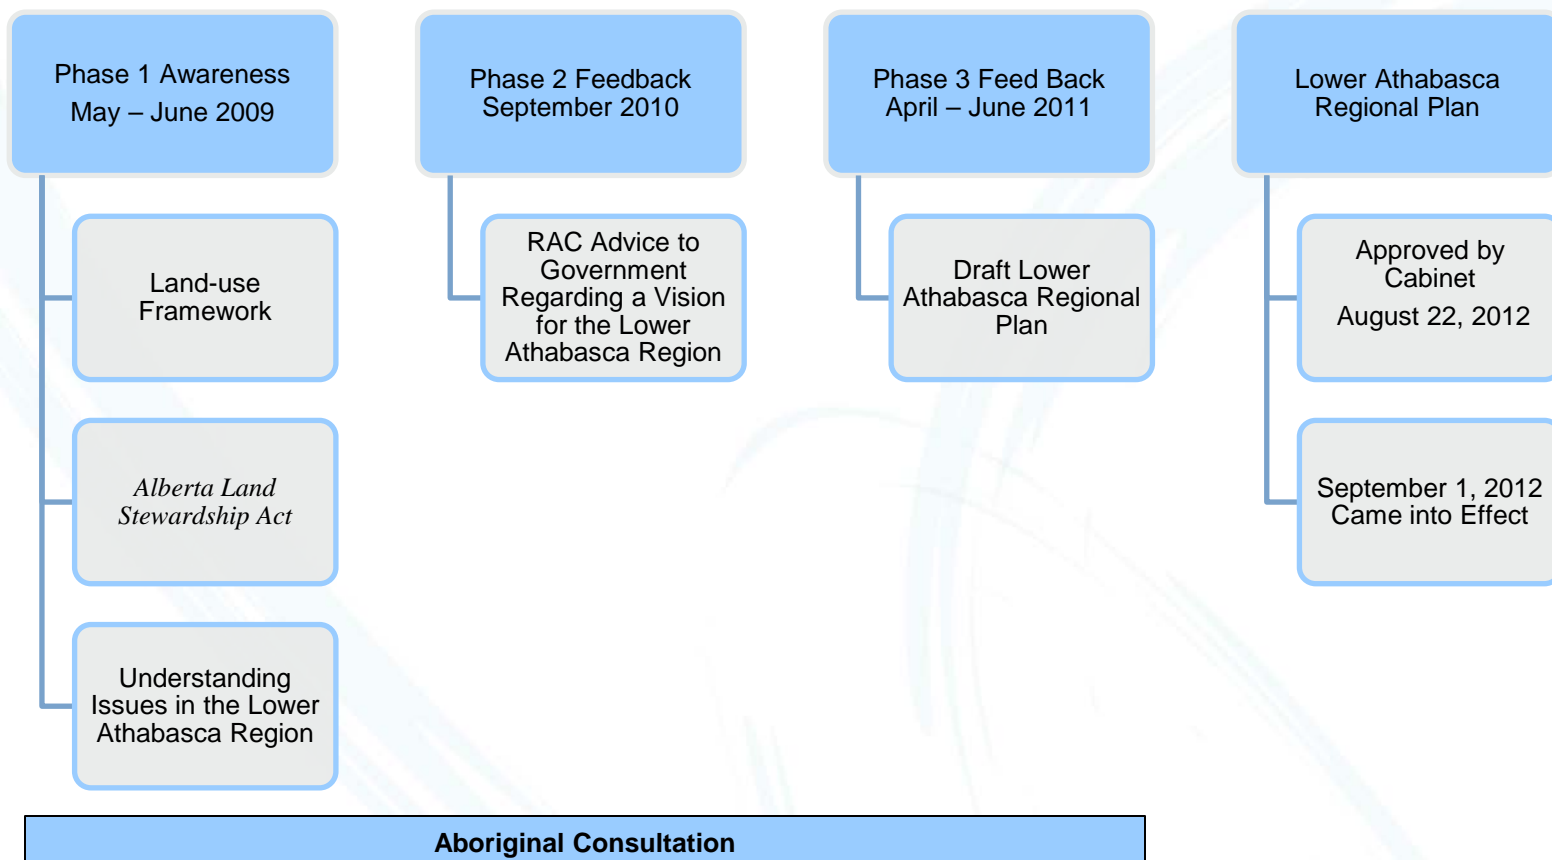 Phase 1 Awareness
May – June 2009
Land-use
Framework
Alberta Land
Stewardship Act
Understanding
Issues in the Lower
Athabasca Region
Phase 2 Feedback
September 2010
RAC Advice to
Government
Regarding a Vision
for the Lower
Athabasca Region
Phase 3 Feed Back
April – June 2011
Draft Lower
Athabasca Regional
Plan
Lower Athabasca
Regional Plan
Approved by
Cabinet
August 22, 2012
September 1, 2012
Came into Effect
Aboriginal Consultation